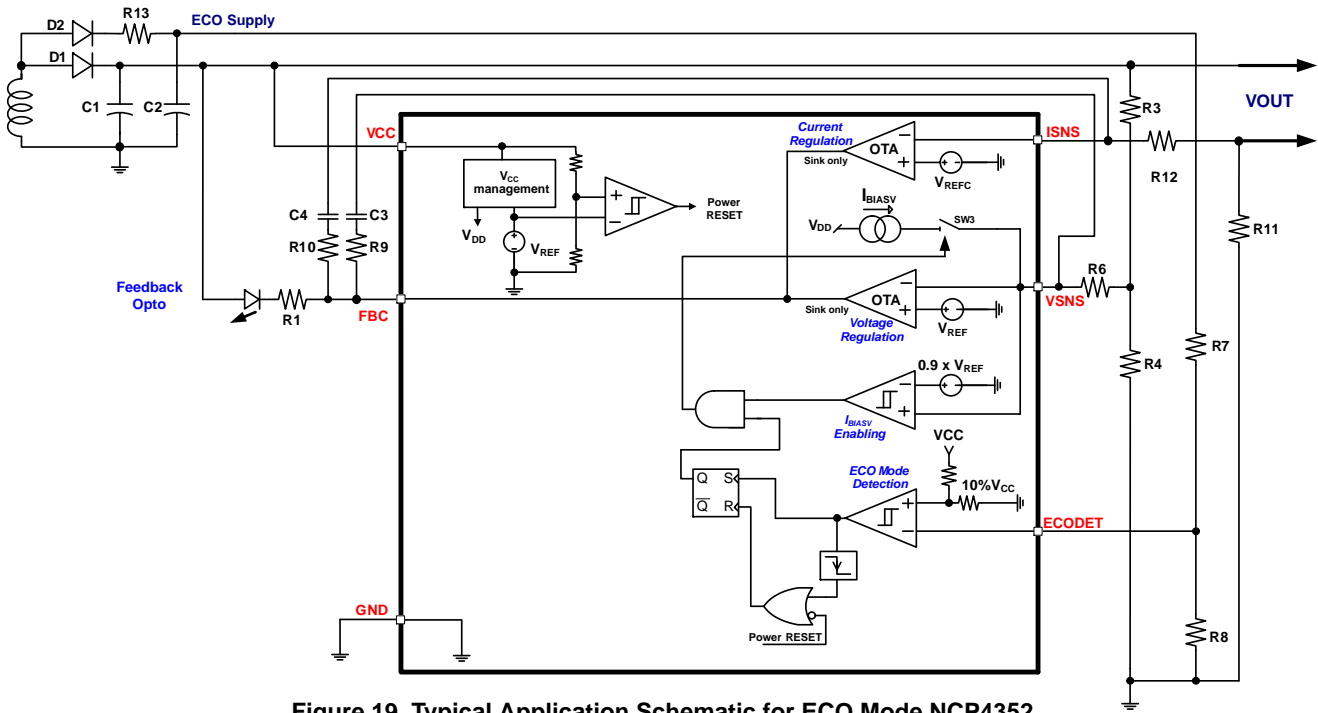 D2
R13
ECO Supply
D1
C1
C2
R3
VOUT
VCC
Current
Regulation
Sink only
OTA
−
+
ISNS
VREFC
R12
VCC
management
VDD
VREF
+
−
Power
RESET
IBIASV
VDD
SW3
R11
C4
C3
R10
R9
Feedback
Opto
R1
FBC
OTA
−
+
Sink only
Voltage
Regulation
VREF
R6
VSNS
R7
R4
0.9 x VREF
−
+
IBIASV
Enabling
VCC
10%VCC
ECO Mode
Detection
+
−
Q
S
Q
R
ECODET
GND
Power RESET
R8
Figure 19. Typical Application Schematic for ECO Mode NCP4352